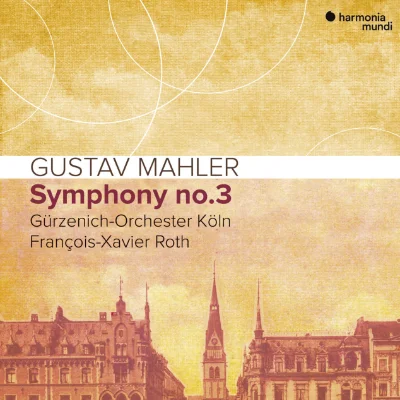 harmonia
mundi
GUSTAV MAHLER
Symphony no.3
Gürzenich-Orchester Köln
François-Xavier Roth